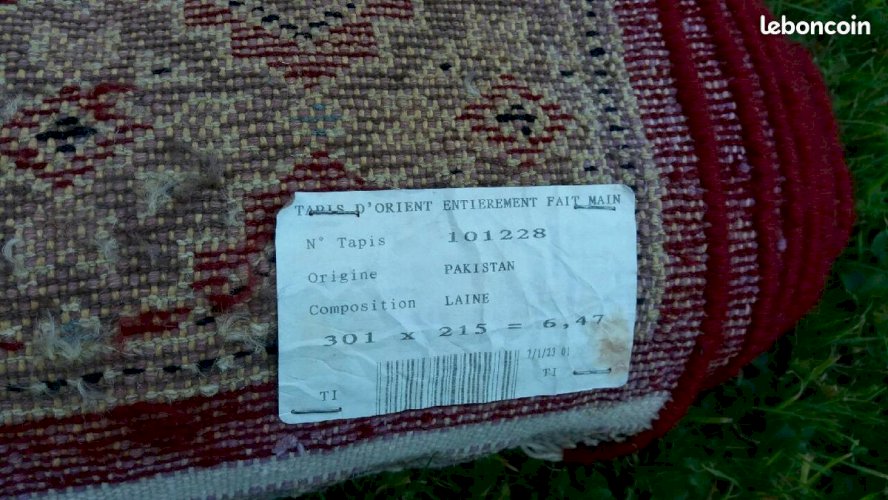 leboncoin
TAPIS D'ORIENT ENTIEREMENT FAIT MAIN
N° Tapis 101228
Origine PAKISTAN
Composition LAINE
301 x 215 = 6,47
TI
TI